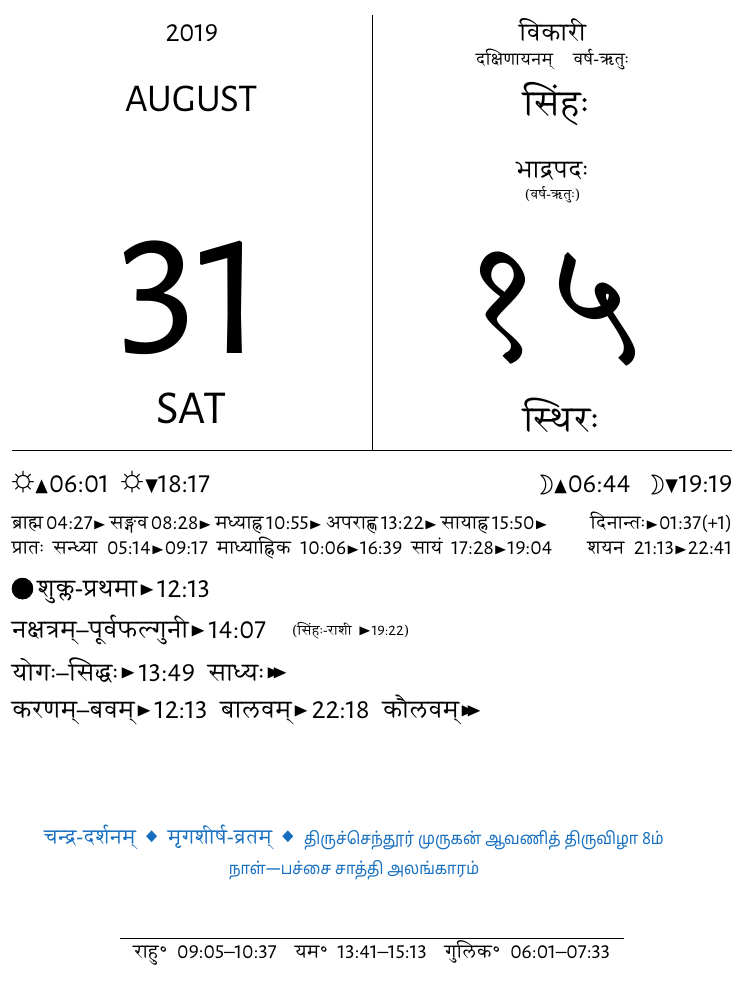 2019
AUGUST
31
SAT
विकारी
दक्षिणायनम् वर्ष-ऋतुः
सिंहः
भाद्रपदः
(वर्ष-ऋतुः)
१५
स्थिरः
☼▲06:01 ☼▼18:17 ☽▲06:44 ☽▼19:19
ब्राह्म 04:27► सङ्गव 08:28► मध्याह्न 10:55► अपराह्ण 13:22► सायाह्न 15:50► दिनान्तः►01:37(+1)
प्रातः सन्ध्या 05:14►09:17 माध्याह्निक 10:06►16:39 सायं 17:28►19:04 शयन 21:13►22:41
●शुक्ल-प्रथमा►12:13
नक्षत्रम्–पूर्वफल्गुनी►14:07 (सिंहः-राशी ►19:22)
योगः–सिद्धः►13:49 साध्यः►►
करणम्–बवम्►12:13 बालवम्►22:18 कौलवम्►►
चन्द्र-दर्शनम् ◆ मृगशीर्ष-व्रतम् ◆ திருச்செந்தூர் முருகன் ஆவணித் திருவிழா 8ம்
நாள்—பச்சை சாத்தி அலங்காரம்
राहु° 09:05–10:37 यम° 13:41–15:13 गुलिक° 06:01–07:33